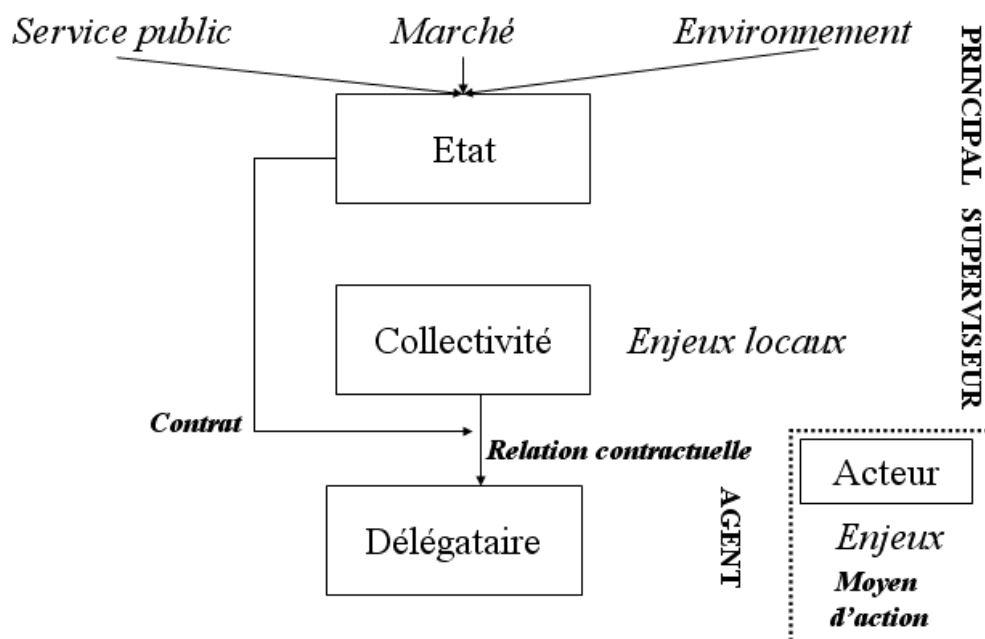 Service public
Marché
Environnement
PRINCIPAL
Etat
SUPERVISEUR
Collectivité
Enjeux locaux
Contrat
Relation contractuelle
Délégataire
AGENT
Acteur
Enjeux
Moyen
d’action